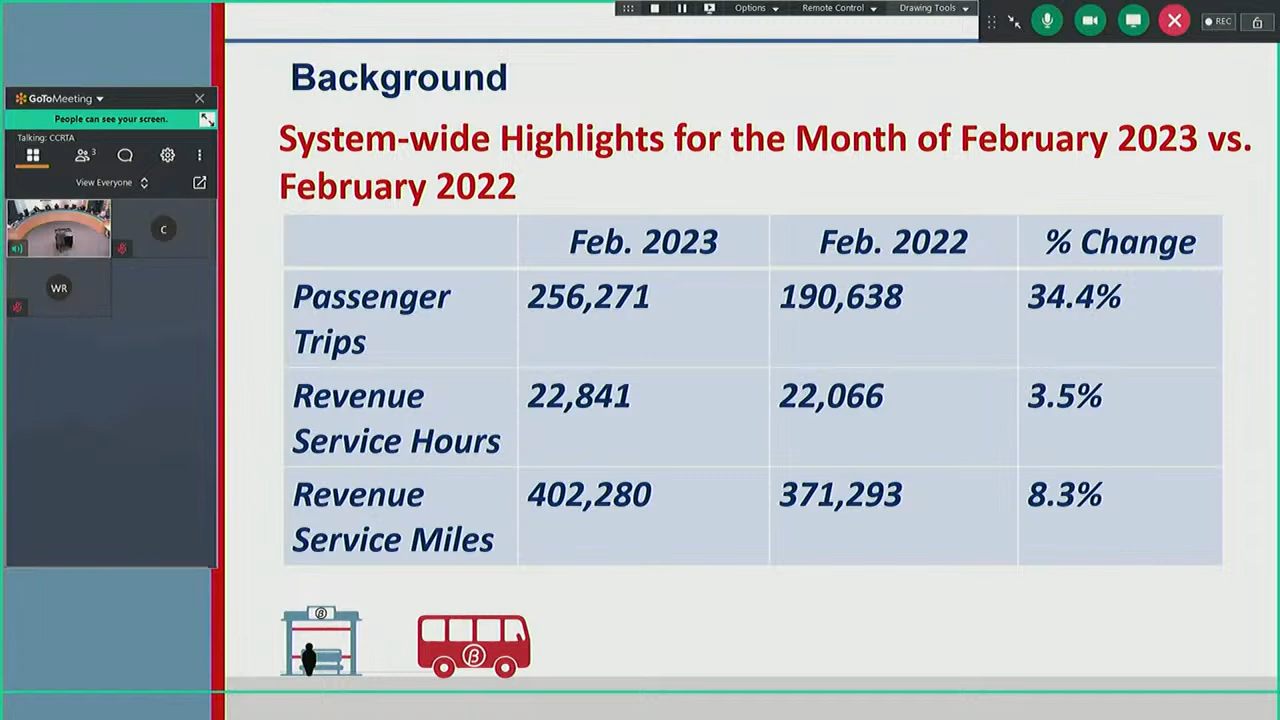 Options
Remote Control
Drawing Tools
REC
GoToMeeting
People can see your screen.
Talking: CCRTA
3
View Everyone
C
WR
Background
System-wide Highlights for the Month of February 2023 vs.
February 2022
Feb. 2023 Feb. 2022 % Change
Passenger 256,271 190,638 34.4%
Trips
Revenue 22,841 22,066 3.5%
Service Hours
Revenue 402,280 371,293 8.3%
Service Miles